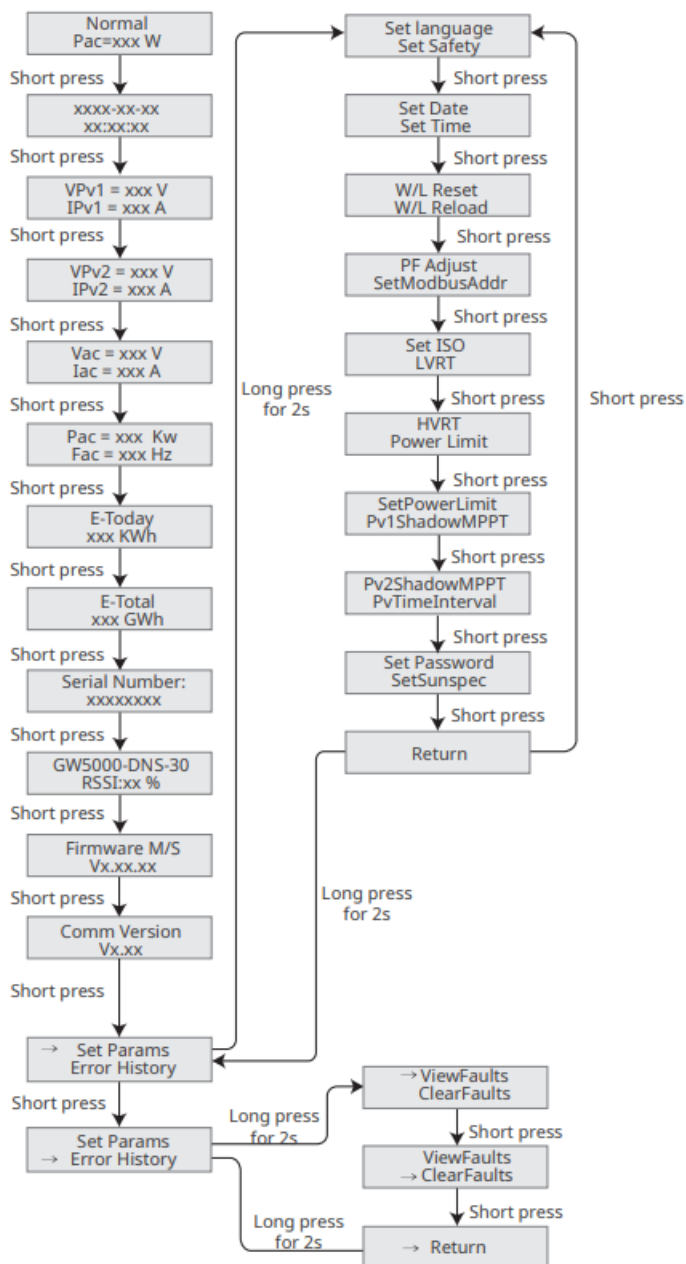 Normal
Pac=xxx W
Short press
xxxx-xx-xx
xx:xx:xx
Short press
VPv1 = xxx V
IPv1 = xxx A
Short press
VPv2 = xxx V
IPv2 = xxx A
Short press
Vac = xxx V
Iac = xxx A
Short press
Pac = xxx Kw
Fac = xxx Hz
Short press
E-Today
xxx KWh
Short press
E-Total
xxx GWh
Short press
Serial Number:
xxxxxxxx
Short press
GW5000-DNS-30
RSSI:xx %
Short press
Firmware M/S
Vx.xx.xx
Short press
Comm Version
Vx.xx
Short press
→ Set Params
Error History
Short press
Set Params
→ Error History
Long press
for 2s
Set language
Set Safety
Short press
Set Date
Set Time
Short press
W/L Reset
W/L Reload
Short press
PF Adjust
SetModbusAddr
Short press
Set ISO
LVRT
Short press
HVRT
Power Limit
Short press
SetPowerLimit
Pv1ShadowMPPT
Short press
Pv2ShadowMPPT
PvTimeInterval
Short press
Set Password
SetSunspec
Short press
Return
Short press
Long press
for 2s
Long press
for 2s
→ ViewFaults
ClearFaults
Short press
ViewFaults
→ ClearFaults
Short press
→ Return
Long press
for 2s